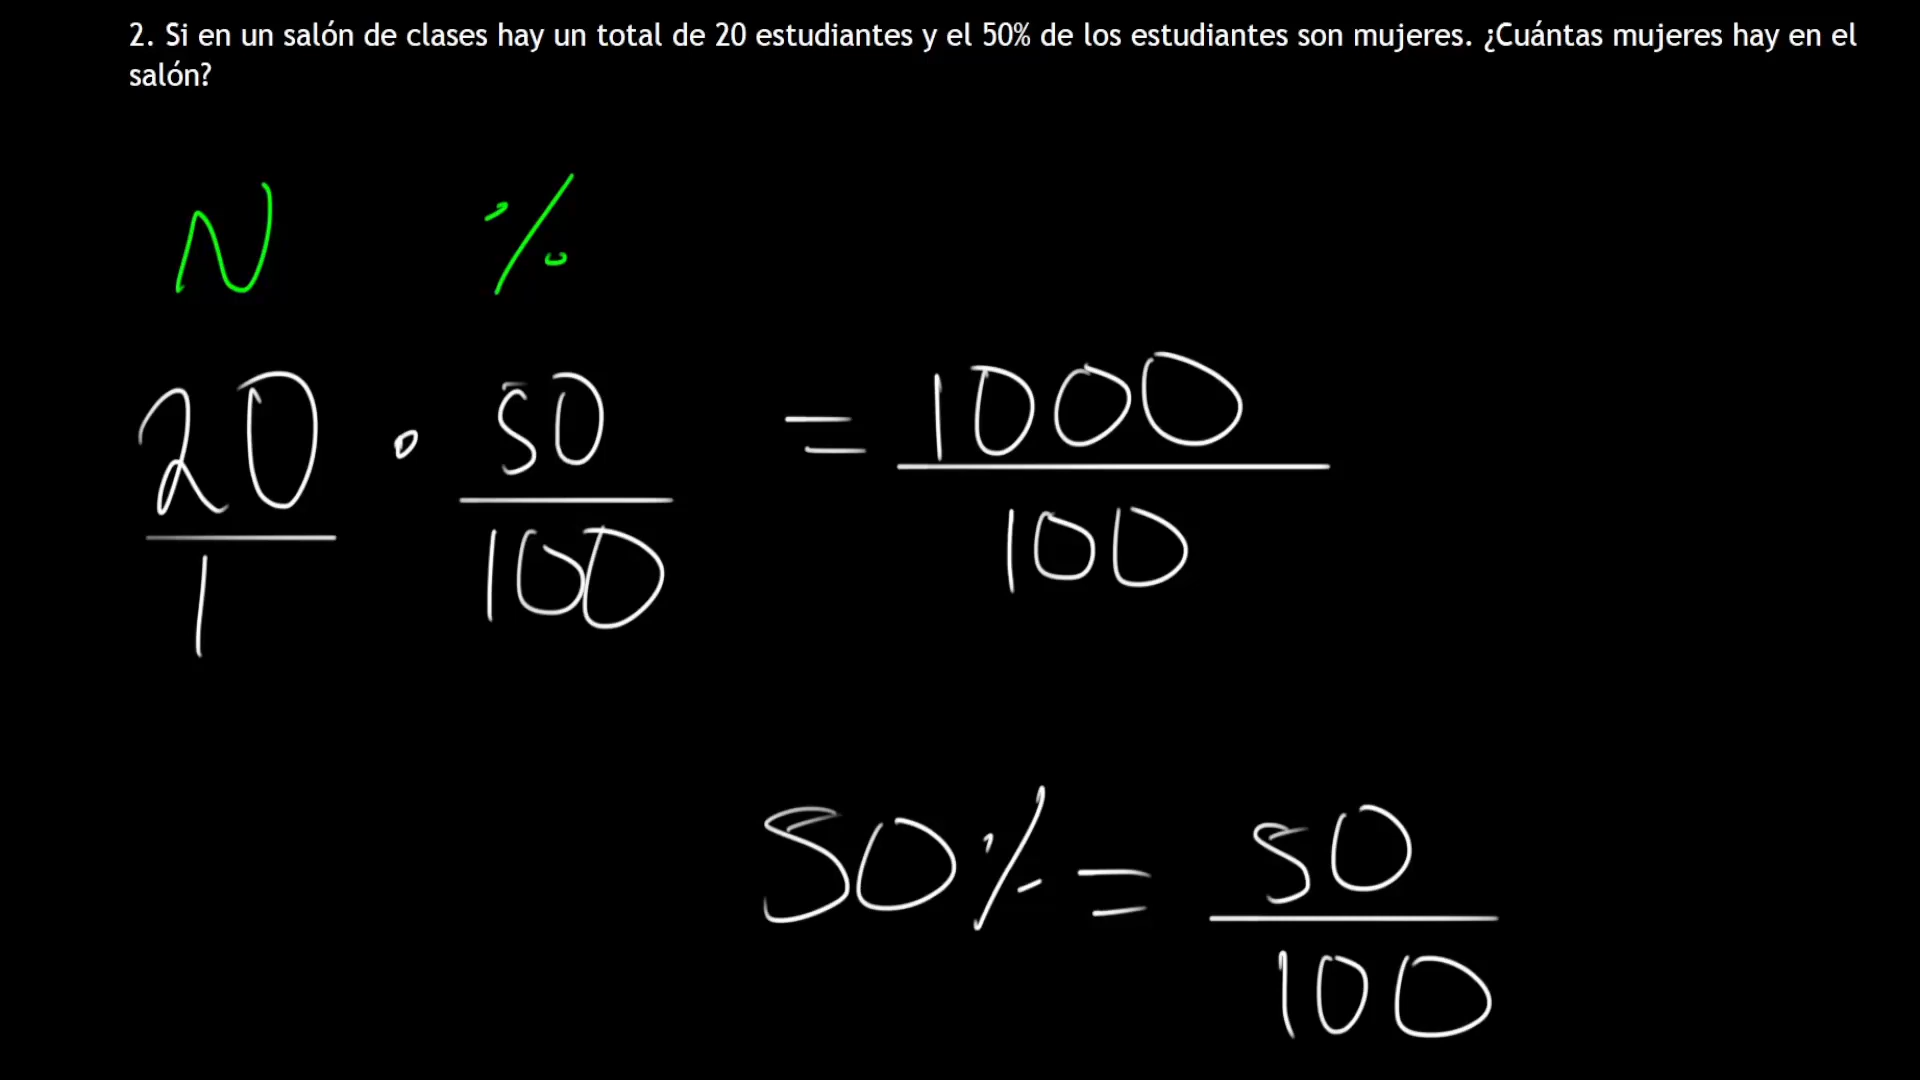 2. Si en un salón de clases hay un total de 20 estudiantes y el 50% de los estudiantes son mujeres. ¿Cuántas mujeres hay en el
salón?
N %
20/1 · 50/100 = 1000/100
50% = 50/100